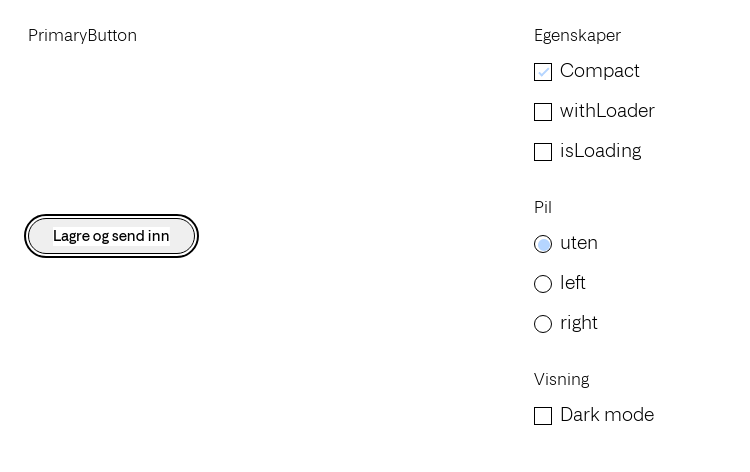 PrimaryButton
Lagre og send inn
Egenskaper
Compact
withLoader
isLoading
Pil
uten
left
right
Visning
Dark mode